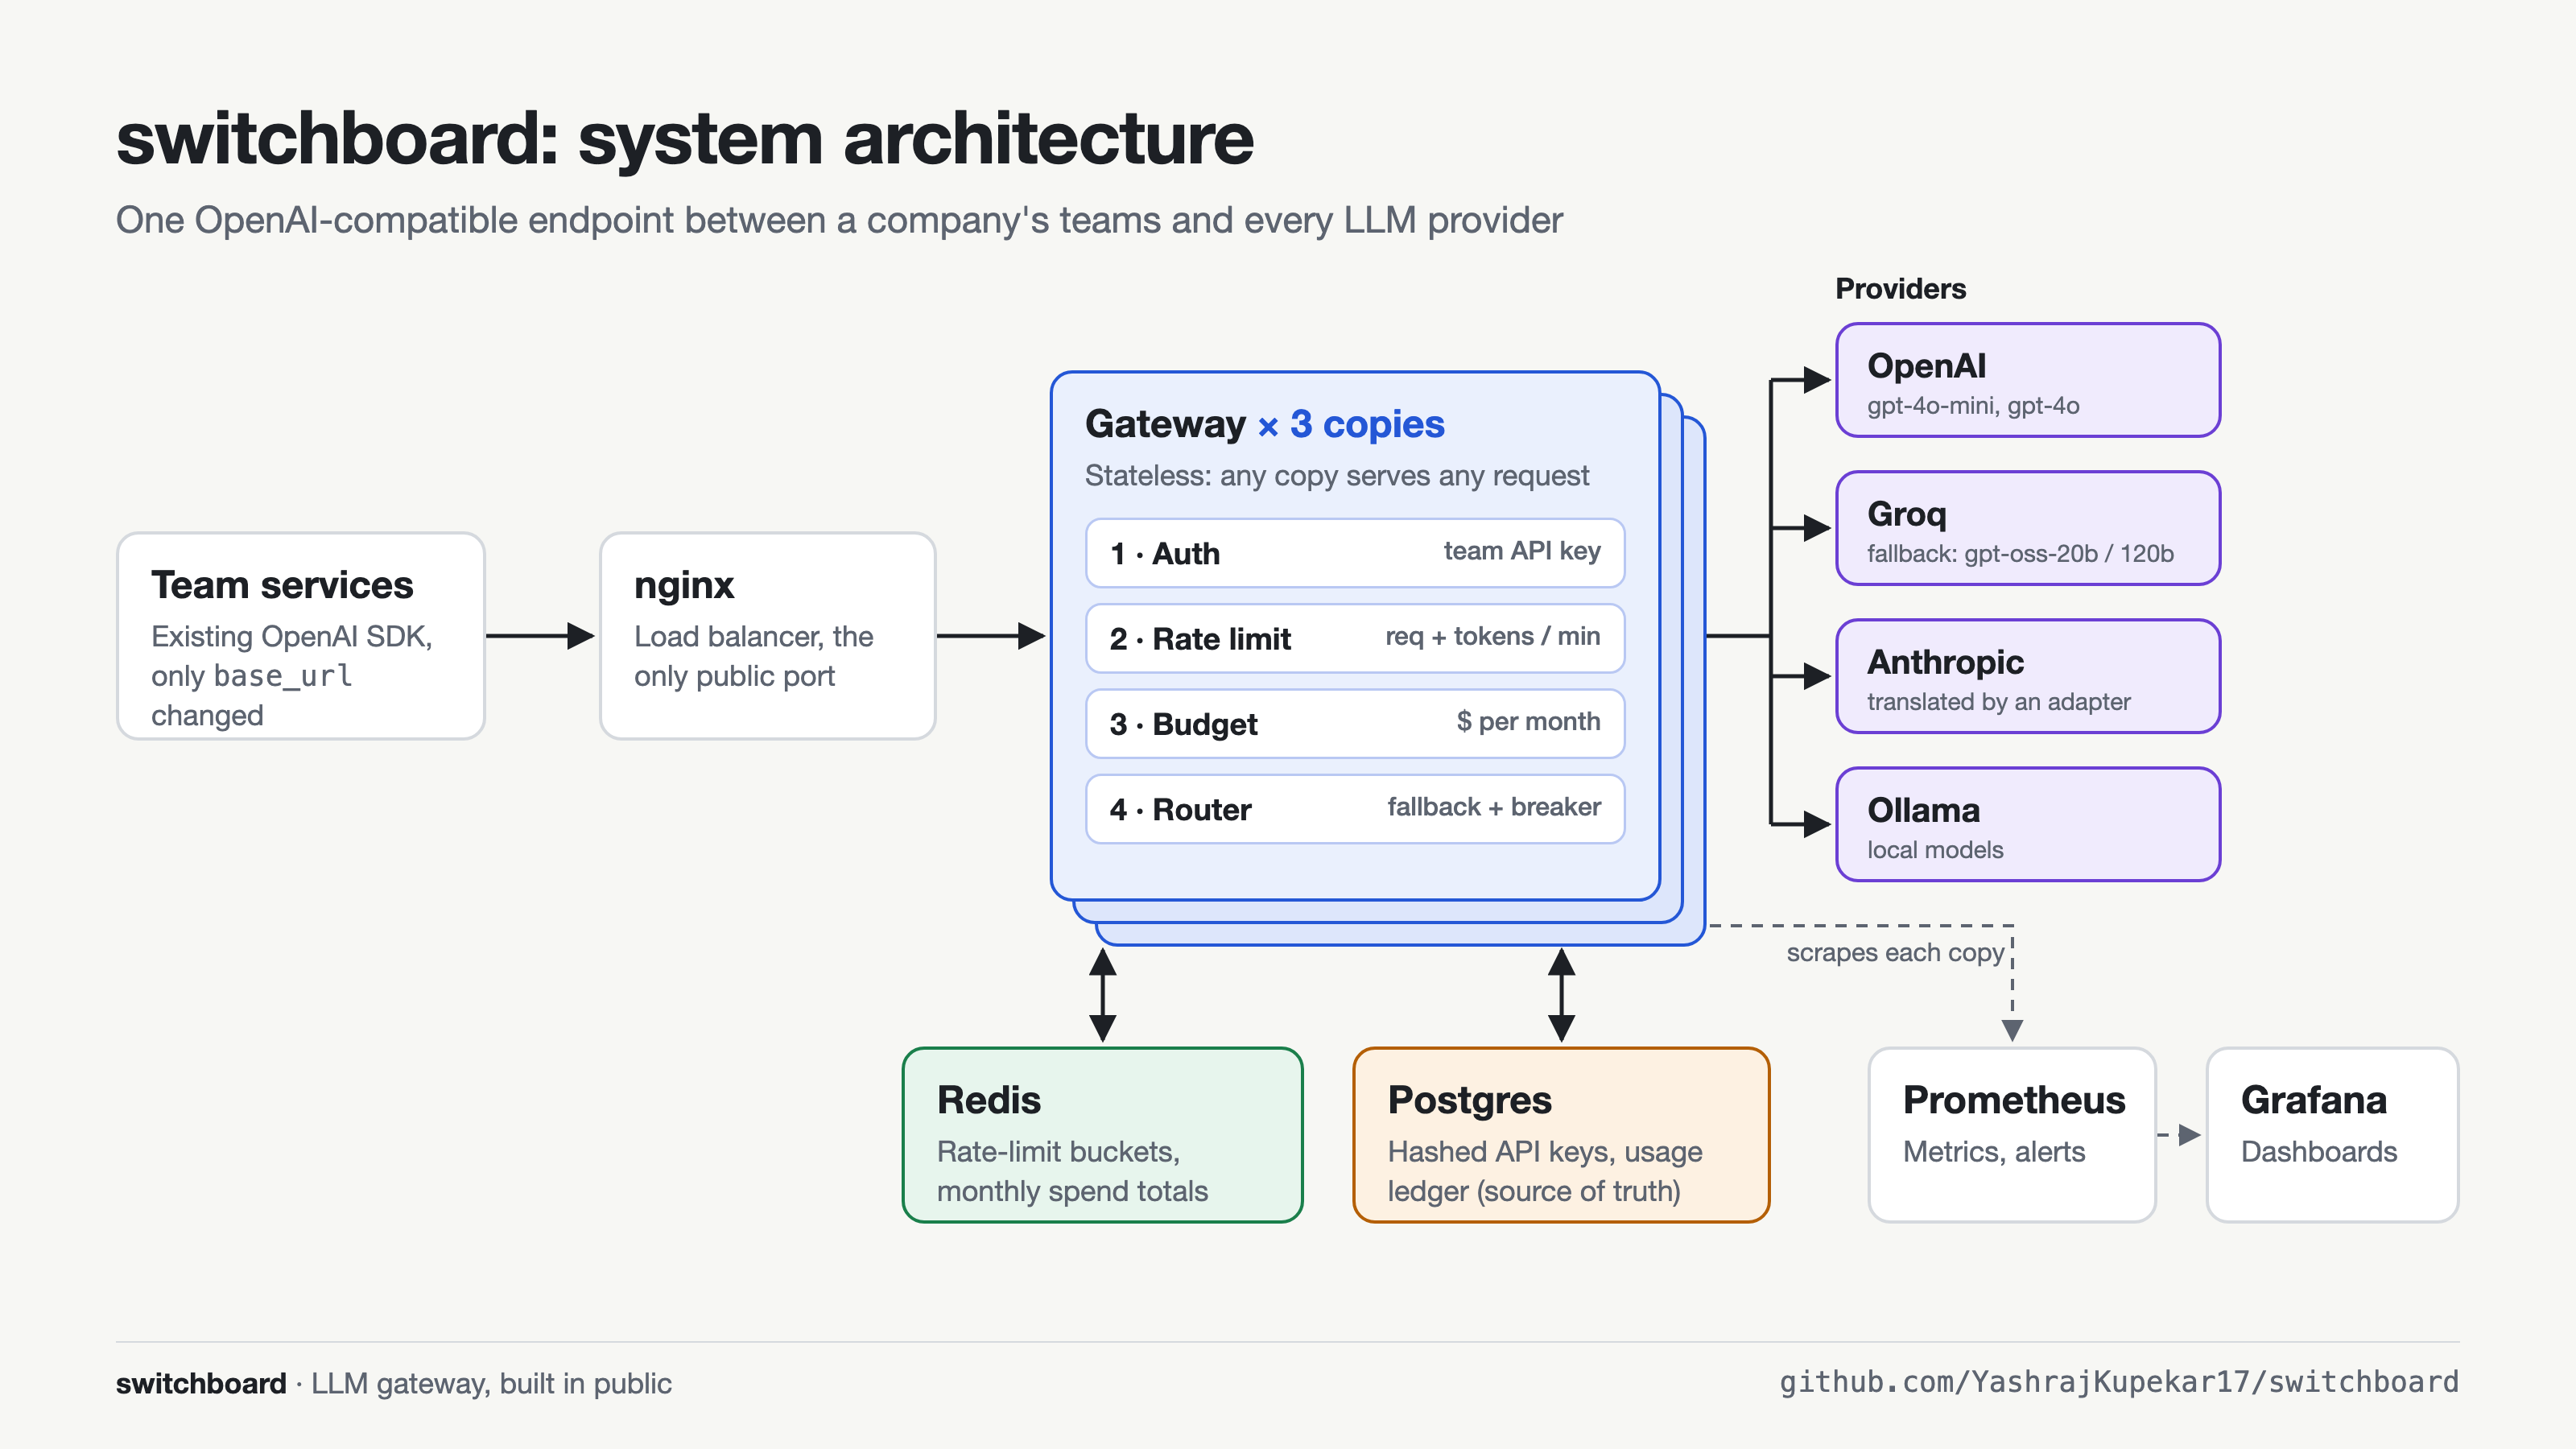 switchboard: system architecture
One OpenAI-compatible endpoint between a company's teams and every LLM provider
Team services
Existing OpenAI SDK,
only base_url
changed
nginx
Load balancer, the
only public port
Gateway × 3 copies
Stateless: any copy serves any request
1 · Auth team API key
2 · Rate limit req + tokens / min
3 · Budget $ per month
4 · Router fallback + breaker
Providers
OpenAI
gpt-4o-mini, gpt-4o
Groq
fallback: gpt-oss-20b / 120b
Anthropic
translated by an adapter
Ollama
local models
scrapes each copy
Redis
Rate-limit buckets,
monthly spend totals
Postgres
Hashed API keys, usage
ledger (source of truth)
Prometheus
Metrics, alerts
Grafana
Dashboards
switchboard · LLM gateway, built in public
github.com/YashrajKupekar17/switchboard